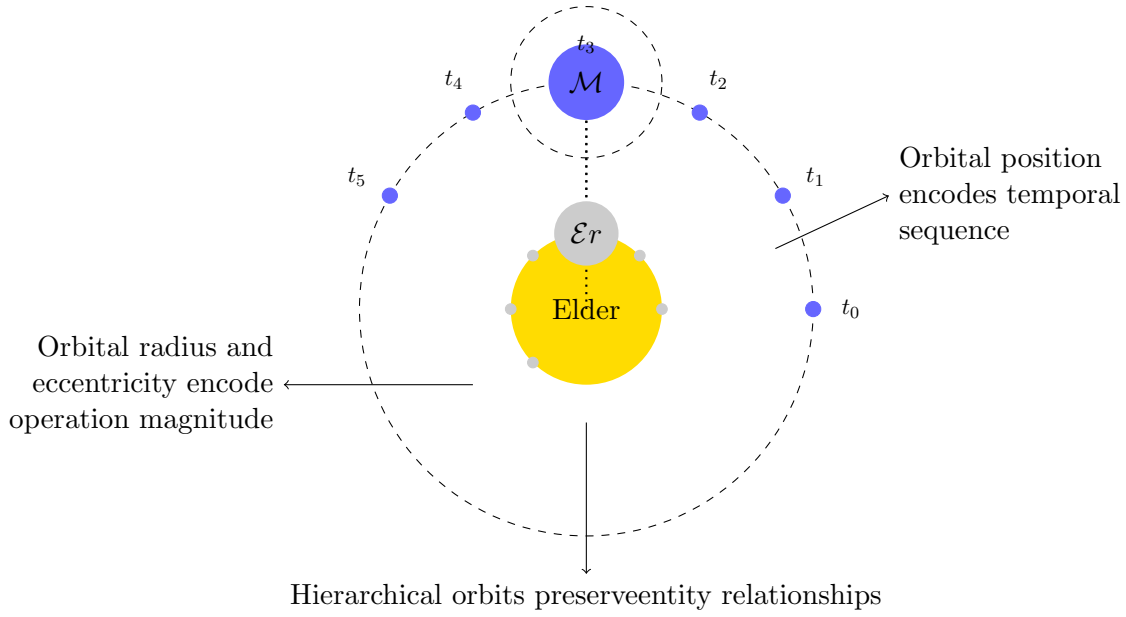 t₃
t₄
t₂
ℳ
t₅
t₁
Orbital position
encodes temporal
sequence
ℰr
Elder
t₀
Orbital radius and
eccentricity encode
operation magnitude
Hierarchical orbits preserveentity relationships